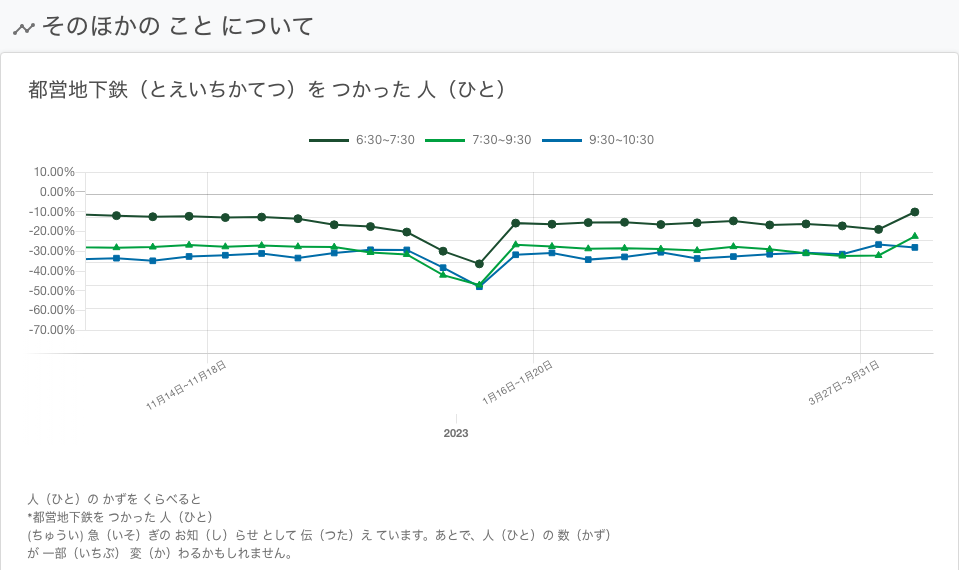 そのほかの こと について
都営地下鉄（とえいちかてつ）を つかった 人（ひと）
6:30~7:30 7:30~9:30 9:30~10:30
10.00%
0.00%
-10.00%
-20.00%
-30.00%
-40.00%
-50.00%
-60.00%
-70.00%
11月14日~11月18日 1月16日~1月20日 3月27日~3月31日
2023
人（ひと）の かずを くらべると
*都営地下鉄を つかった 人（ひと）
(ちゅうい) 急（いそ）ぎの お知（し）らせ として 伝（つた）え ています。あとで、人（ひと）の 数（かず）
が 一部（いちぶ） 変（か）わるかもしれません。